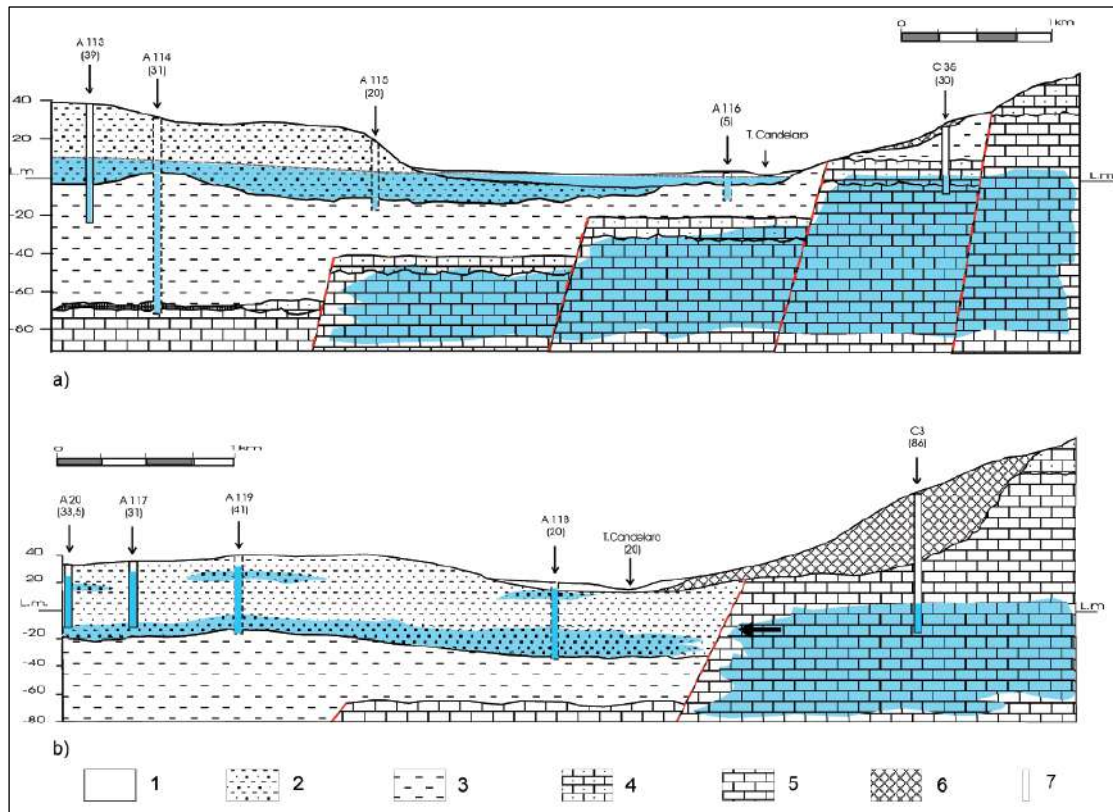 0 1 km
A 113 A 114 A 115 A 116 T. Candelaro C 36
(39) (31) (20) (5) (30)
40
20
L.m. L.m.
-20
-40
-60
-80
a)
0 1 km
A 20 A 117 A 119 A 118 T.Candelaro C3
(33,5) (31) (41) (20) (20) (86)
40
20
L.m. L.m.
-20
-40
-60
-80
b)
1 2 3 4 5 6 7